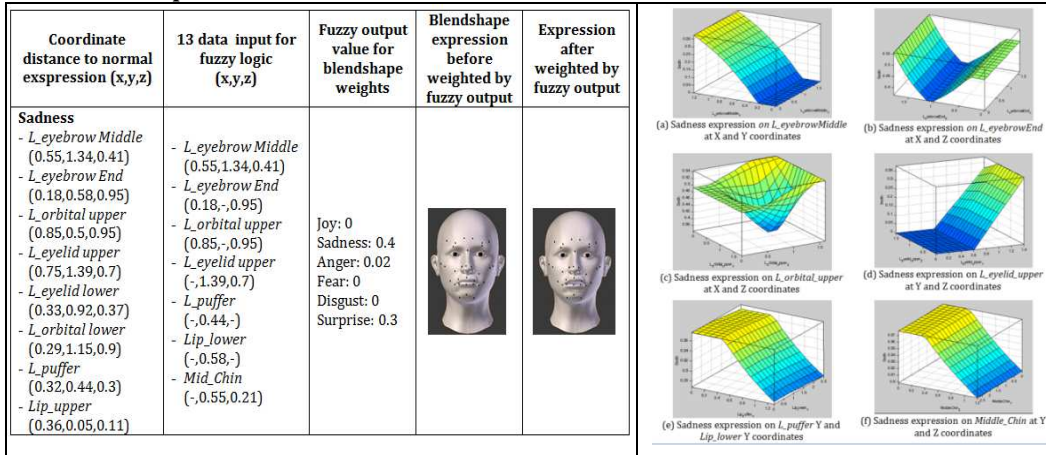 Coordinate
distance to normal
exspression (x,y,z)
13 data input for
fuzzy logic
(x,y,z)
Fuzzy output
value for
blendshape
weights
Blendshape
expression
before
weighted by
fuzzy output
Expression
after
weighted by
fuzzy output
Sadness
- L_eyebrow Middle
(0.55,1.34,0.41)
- L_eyebrow End
(0.18,0.58,0.95)
- L_orbital upper
(0.85,0.5,0.95)
- L_eyelid upper
(0.75,1.39,0.7)
- L_eyelid lower
(0.33,0.92,0.37)
- L_orbital lower
(0.29,1.15,0.9)
- L_puffer
(0.32,0.44,0.3)
- Lip_upper
(0.36,0.05,0.11)
- L_eyebrow Middle
(0.55,1.34,0.41)
- L_eyebrow End
(0.18,-,0.95)
- L_orbital upper
(0.85,-,0.95)
- L_eyelid upper
(-,1.39,0.7)
- L_puffer
(-,0.44,-)
- Lip_lower
(-,0.58,-)
- Mid_Chin
(-,0.55,0.21)
Joy: 0
Sadness: 0.4
Anger: 0.02
Fear: 0
Disgust: 0
Surprise: 0.3
(a) Sadness expression on L_eyebrowMiddle
at X and Y coordinates
(b) Sadness expression on L_eyebrowEnd
at X and Z coordinates
(c) Sadness expression on L_orbital_upper
at X and Z coordinates
(d) Sadness expression on L_eyelid_upper
at Y and Z coordinates
(e) Sadness expression on L_puffer Y and
Lip_lower Y coordinates
(f) Sadness expression on Middle_Chin at Y
and Z coordinates